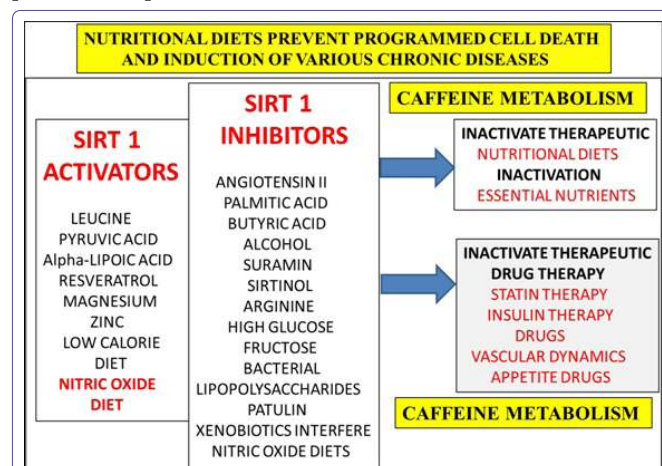 NUTRITIONAL DIETS PREVENT PROGRAMMED CELL DEATH
AND INDUCTION OF VARIOUS CHRONIC DISEASES
SIRT 1
ACTIVATORS
LEUCINE
PYRUVIC ACID
Alpha-LIPOIC ACID
RESVERATROL
MAGNESIUM
ZINC
LOW CALORIE
DIET
NITRIC OXIDE
DIET
SIRT 1
INHIBITORS
ANGIOTENSIN II
PALMITIC ACID
BUTYRIC ACID
ALCOHOL
SURAMIN
SIRTINOL
ARGININE
HIGH GLUCOSE
FRUCTOSE
BACTERIAL
LIPOPOLYSACCHARIDES
PATULIN
XENOBIOTICS INTERFERE
NITRIC OXIDE DIETS
CAFFEINE METABOLISM
INACTIVATE THERAPEUTIC
NUTRITIONAL DIETS
INACTIVATION
ESSENTIAL NUTRIENTS
INACTIVATE THERAPEUTIC
DRUG THERAPY
STATIN THERAPY
INSULIN THERAPY
DRUGS
VASCULAR DYNAMICS
APPETITE DRUGS
CAFFEINE METABOLISM